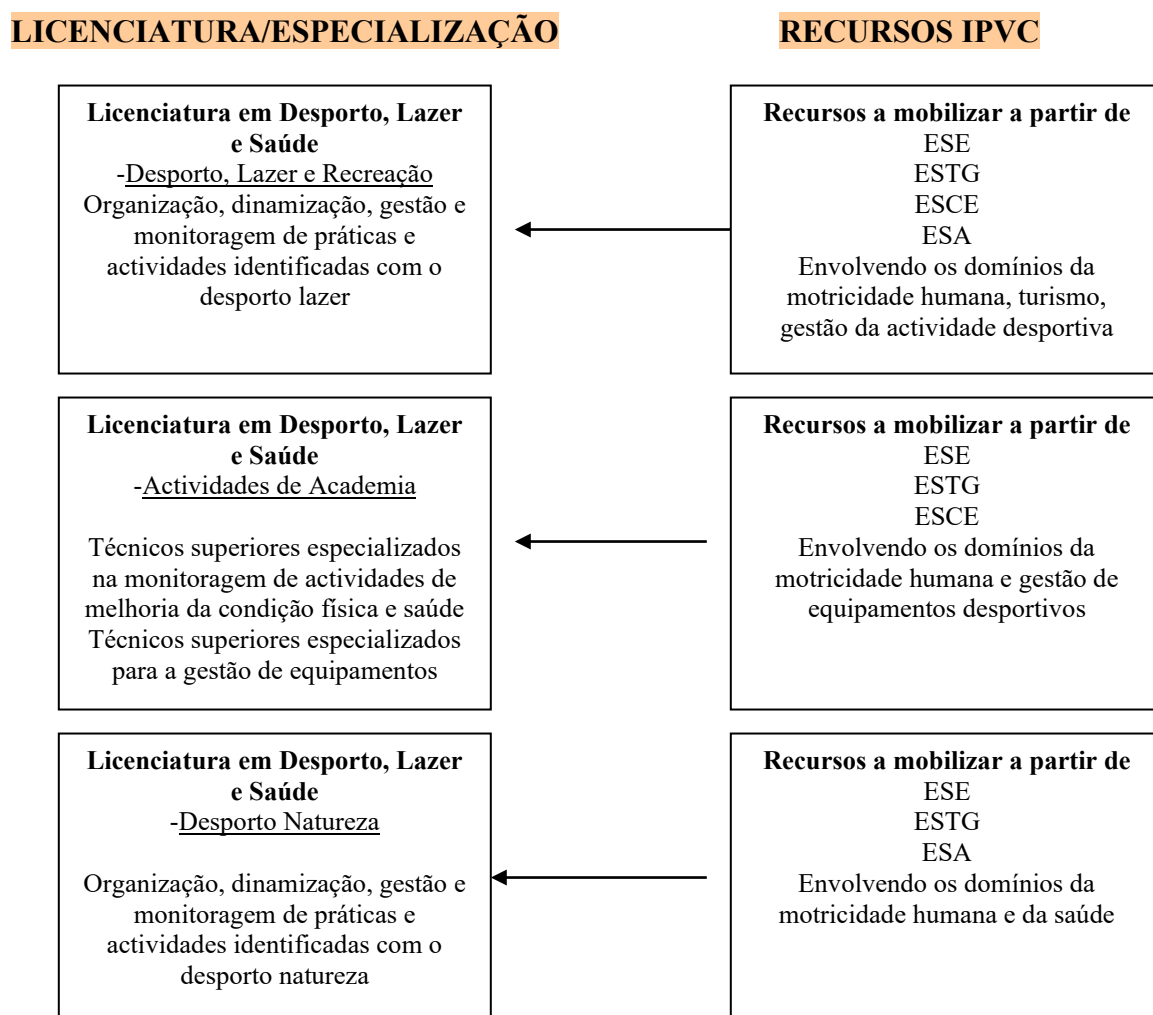 LICENCIATURA/ESPECIALIZAÇÃO
RECURSOS IPVC
Licenciatura em Desporto, Lazer
e Saúde
-Desporto, Lazer e Recreação
Organização, dinamização, gestão e
monitoragem de práticas e
actividades identificadas com o
desporto lazer
Recursos a mobilizar a partir de
ESE
ESTG
ESCE
ESA
Envolvendo os domínios da
motricidade humana, turismo,
gestão da actividade desportiva
Licenciatura em Desporto, Lazer
e Saúde
-Actividades de Academia
Técnicos superiores especializados
na monitoragem de actividades de
melhoria da condição física e saúde
Técnicos superiores especializados
para a gestão de equipamentos
Recursos a mobilizar a partir de
ESE
ESTG
ESCE
Envolvendo os domínios da
motricidade humana e gestão de
equipamentos desportivos
Licenciatura em Desporto, Lazer
e Saúde
-Desporto Natureza
Organização, dinamização, gestão e
monitoragem de práticas e
actividades identificadas com o
desporto natureza
Recursos a mobilizar a partir de
ESE
ESTG
ESA
Envolvendo os domínios da
motricidade humana e da saúde